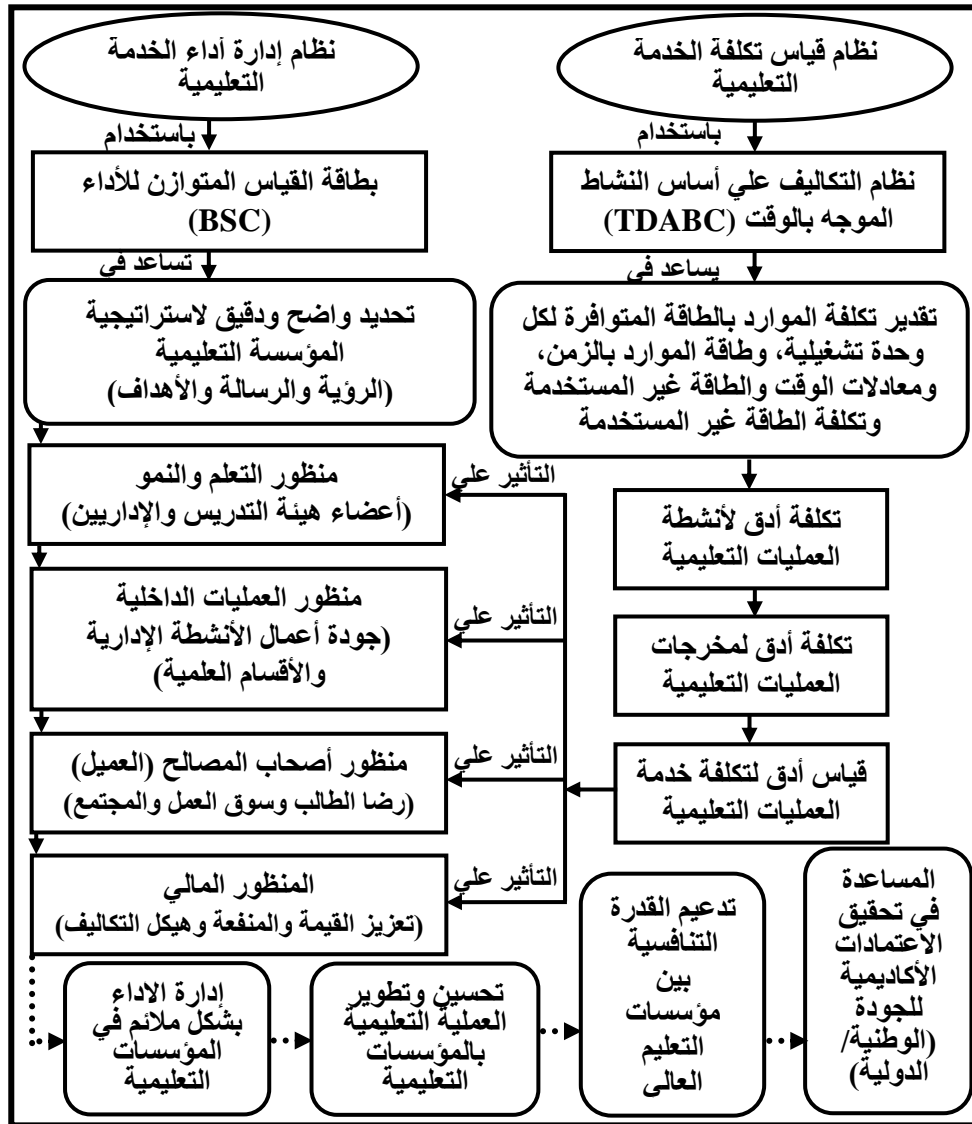 نظام قياس تكلفة الخدمة
التعليمية
باستخدام
نظام التكاليف علي أساس النشاط
الموجه بالوقت (TDABC)
يساعد في
تقدير تكلفة الموارد بالطاقة المتوافرة لكل
وحدة تشغيلية، وطاقة الموارد بالزمن،
ومعادلات الوقت والطاقة غير المستخدمة
وتكلفة الطاقة غير المستخدمة
تكلفة أدق لأنشطة
العمليات التعليمية
تكلفة أدق لمخرجات
العمليات التعليمية
قياس أدق لتكلفة خدمة
العمليات التعليمية
نظام إدارة أداء الخدمة
التعليمية
باستخدام
بطاقة القياس المتوازن للأداء
(BSC)
تساعد في
تحديد واضح ودقيق لاستراتيجية
المؤسسة التعليمية
(الرؤية والرسالة والأهداف)
التأثير علي
منظور التعلم والنمو
(أعضاء هيئة التدريس والإداريين)
التأثير علي
منظور العمليات الداخلية
(جودة أعمال الأنشطة الإدارية
والأقسام العلمية)
التأثير علي
منظور أصحاب المصالح (العميل)
(رضا الطالب وسوق العمل والمجتمع)
التأثير علي
المنظور المالي
(تعزيز القيمة والمنفعة وهيكل التكاليف)
إدارة الاداء
بشكل ملائم في
المؤسسات
التعليمية
تحسين وتطوير
العملية التعليمية
بالمؤسسات
التعليمية
تدعيم القدرة
التنافسية
بين
مؤسسات
التعليم
العالى
المساعدة
في تحقيق
الاعتمادات
الأكاديمية
للجودة
(الوطنية/
الدولية)